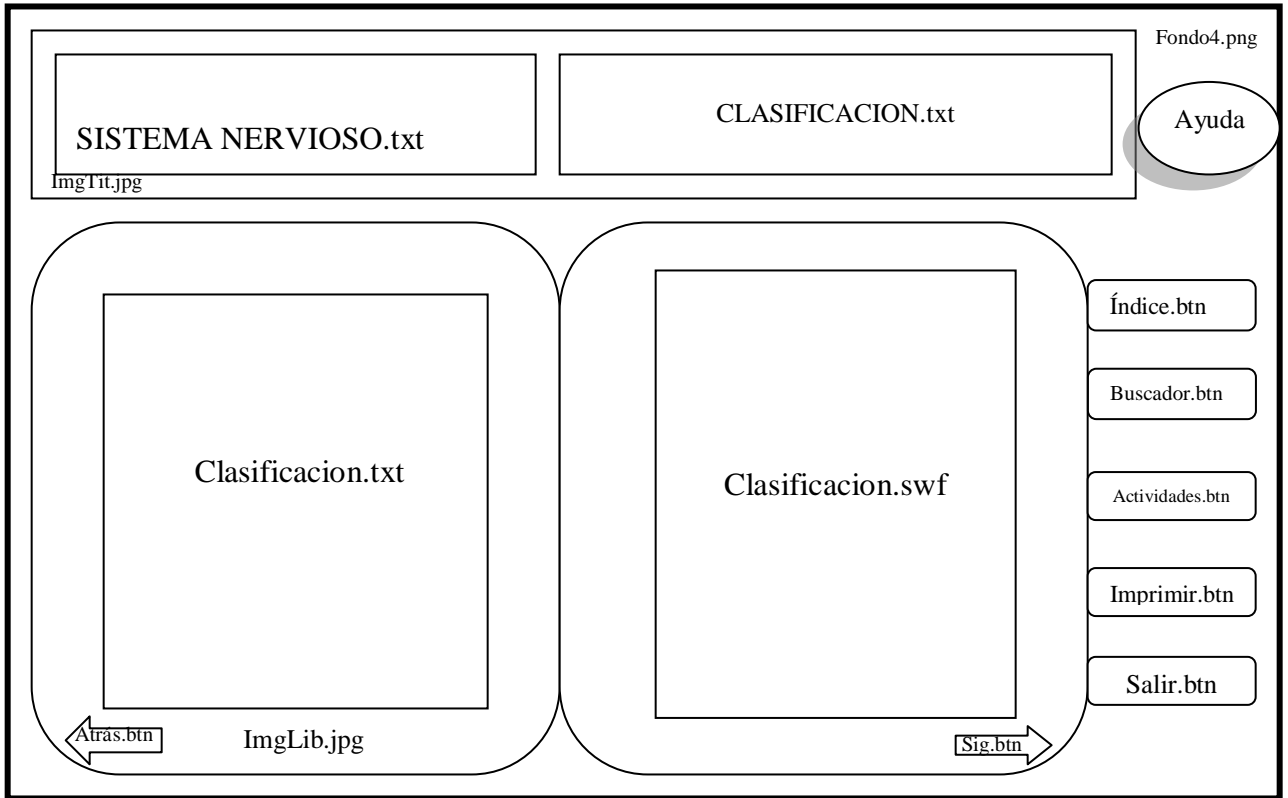 Fondo4.png
SISTEMA NERVIOSO.txt
CLASIFICACION.txt
Ayuda
ImgTit.jpg
Clasificacion.txt
Clasificacion.swf
Índice.btn
Buscador.btn
Actividades.btn
Imprimir.btn
Salir.btn
Atrás.btn
ImgLib.jpg
Sig.btn